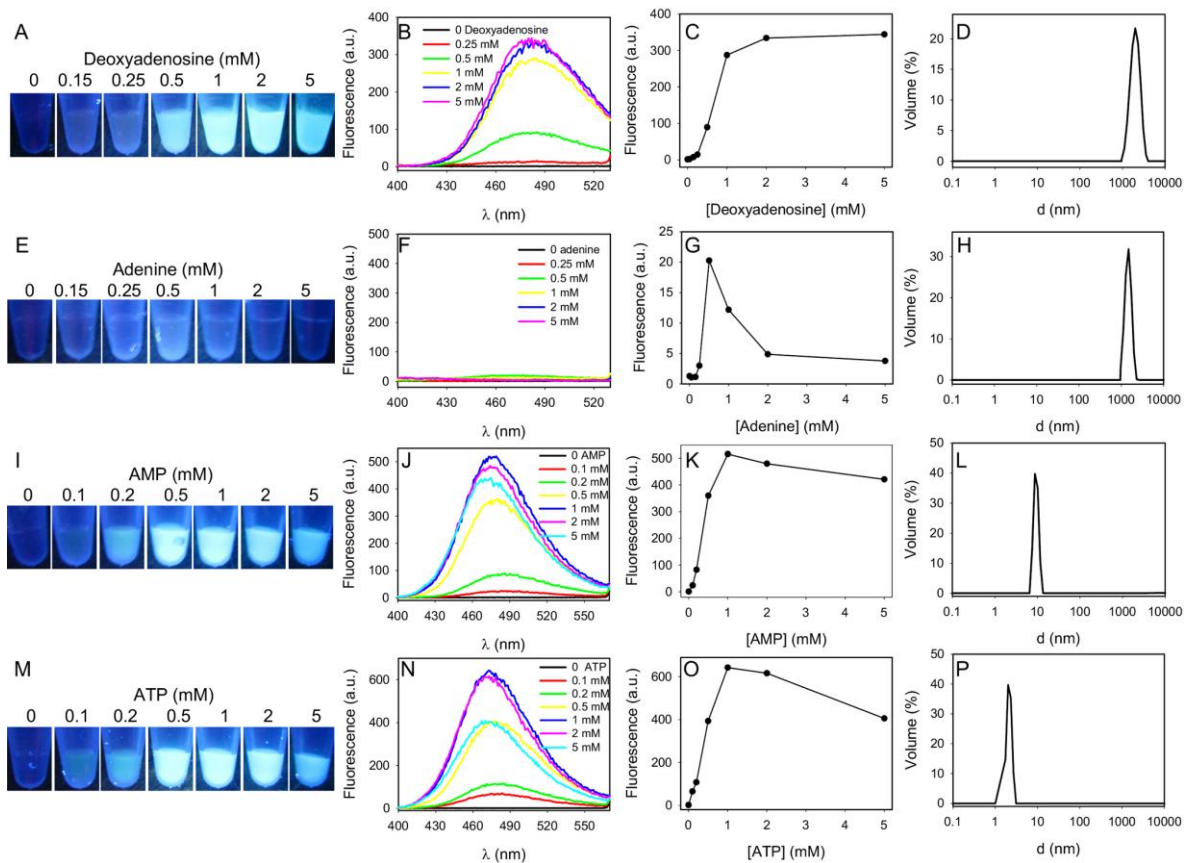 A
Deoxyadenosine (mM)
0 0.15 0.25 0.5 1 2 5
B
Fluorescence (a.u.)
400
300
200
100
0
0 Deoxyadenosine
0.25 mM
0.5 mM
1 mM
2 mM
5 mM
400 430 460 490 520
λ (nm)
C
Fluorescence (a.u.)
400
300
200
100
0
0 1 2 3 4 5
[Deoxyadenosine] (mM)
D
Volume (%)
20
10
0
0.1 1 10 100 1000 10000
d (nm)
E
Adenine (mM)
0 0.15 0.25 0.5 1 2 5
F
Fluorescence (a.u.)
500
400
300
200
100
0
0 adenine
0.25 mM
0.5 mM
1 mM
2 mM
5 mM
400 430 460 490 520
λ (nm)
G
Fluorescence (a.u.)
25
20
15
10
5
0
0 1 2 3 4 5
[Adenine] (mM)
H
Volume (%)
30
20
10
0
0.1 1 10 100 1000 10000
d (nm)
I
AMP (mM)
0 0.1 0.2 0.5 1 2 5
J
Fluorescence (a.u.)
500
400
300
200
100
0
0 AMP
0.1 mM
0.2 mM
0.5 mM
1 mM
2 mM
5 mM
400 430 460 490 520 550
λ (nm)
K
Fluorescence (a.u.)
500
400
300
200
100
0
0 1 2 3 4 5
[AMP] (mM)
L
Volume (%)
50
40
30
20
10
0
0.1 1 10 100 1000 10000
d (nm)
M
ATP (mM)
0 0.1 0.2 0.5 1 2 5
N
Fluorescence (a.u.)
600
400
200
0
0 ATP
0.1 mM
0.2 mM
0.5 mM
1 mM
2 mM
5 mM
400 430 460 490 520 550
λ (nm)
O
Fluorescence (a.u.)
600
400
200
0
0 1 2 3 4 5
[ATP] (mM)
P
Volume (%)
50
40
30
20
10
0
0.1 1 10 100 1000 10000
d (nm)